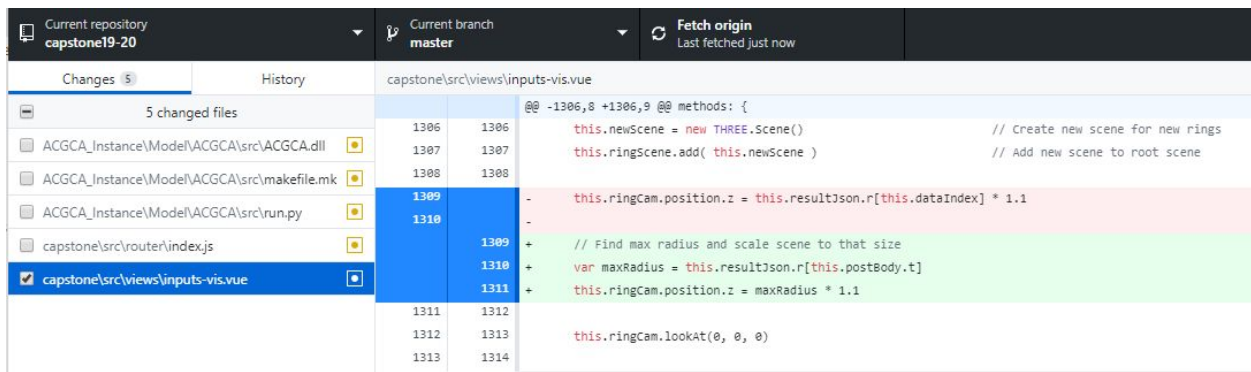 Current repository
capstone19-20
Current branch
master
Fetch origin
Last fetched just now
Changes 5
History
capstone\src\views\inputs-vis.vue
5 changed files
ACGCA_Instance\Model\ACGCA\src\ACGCA.dll
ACGCA_Instance\Model\ACGCA\src\makefile.mk
ACGCA_Instance\Model\ACGCA\src\run.py
capstone\src\router\index.js
capstone\src\views\inputs-vis.vue
@@ -1306,8 +1306,9 @@ methods: {
1306 1306 this.newScene = new THREE.Scene() // Create new scene for new rings
1307 1307 this.ringScene.add( this.newScene ) // Add new scene to root scene
1308 1308
1309 - this.ringCam.position.z = this.resultJson.r[this.dataIndex] * 1.1
1310 -
1309 + // Find max radius and scale scene to that size
1310 + var maxRadius = this.resultJson.r[this.postBody.t]
1311 + this.ringCam.position.z = maxRadius * 1.1
1311 1312
1312 1313 this.ringCam.lookAt(0, 0, 0)
1313 1314